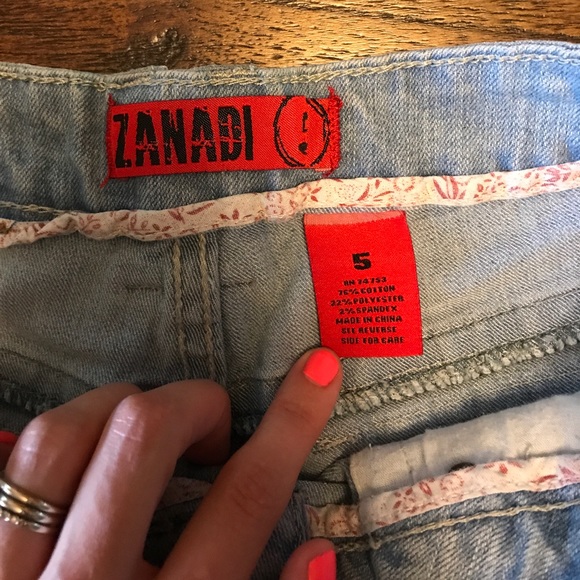 ZANADI
5
RN 74753
76% COTTON
22% POLYESTER
2% SPANDEX
MADE IN CHINA
SEE REVERSE
SIDE FOR CARE